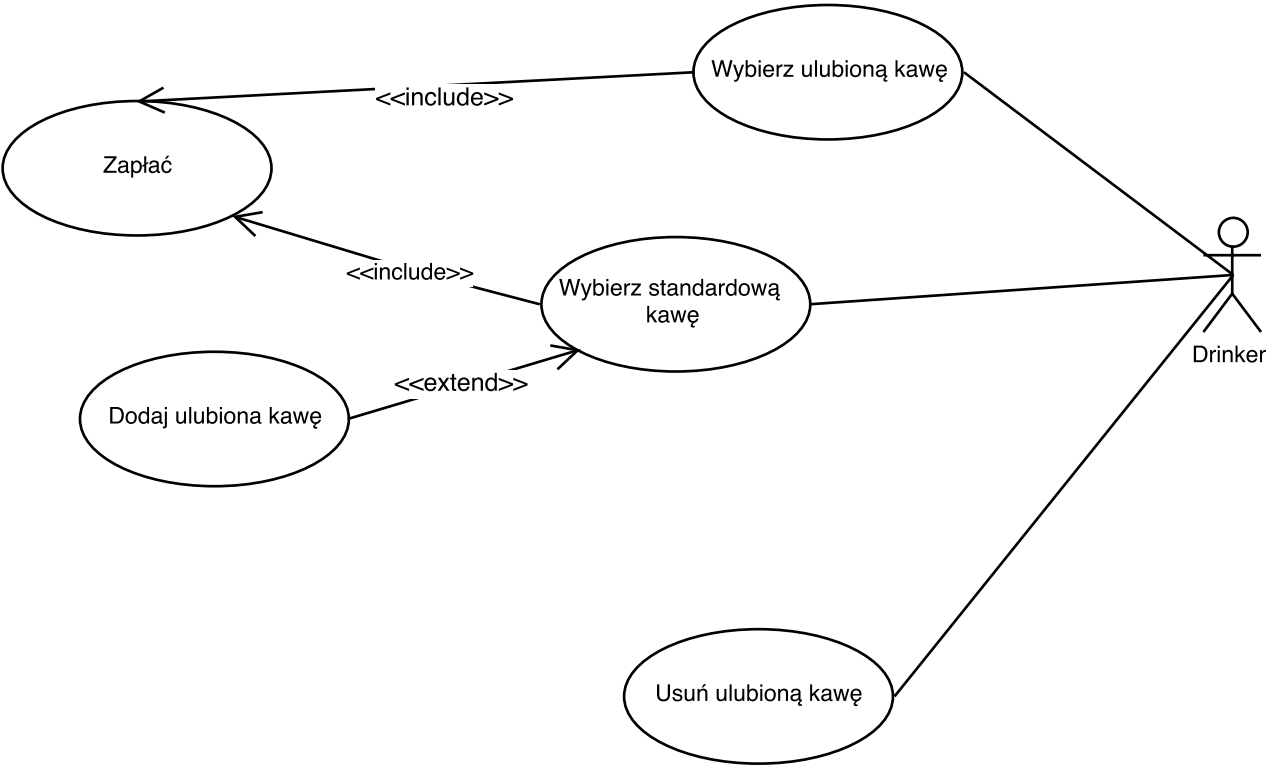 Wybierz ulubioną kawę
<<include>>
Zapłać
<<include>>
Wybierz standardową
kawę
Drinker
<<extend>>
Dodaj ulubiona kawę
Usuń ulubioną kawę